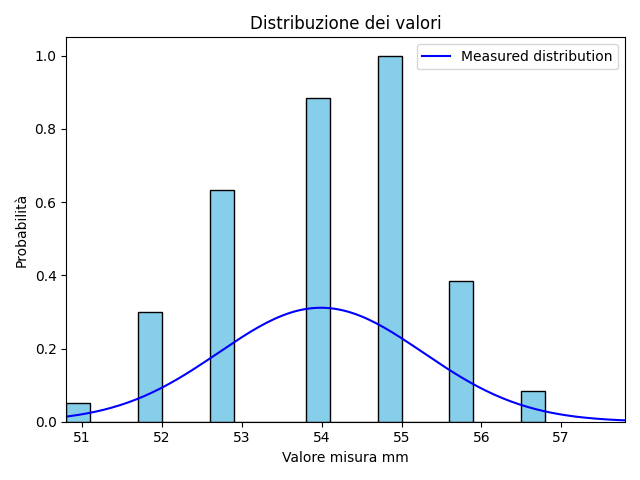 Distribuzione dei valori
Measured distribution
Probabilità
1.0
0.8
0.6
0.4
0.2
0.0
51 52 53 54 55 56 57
Valore misura mm